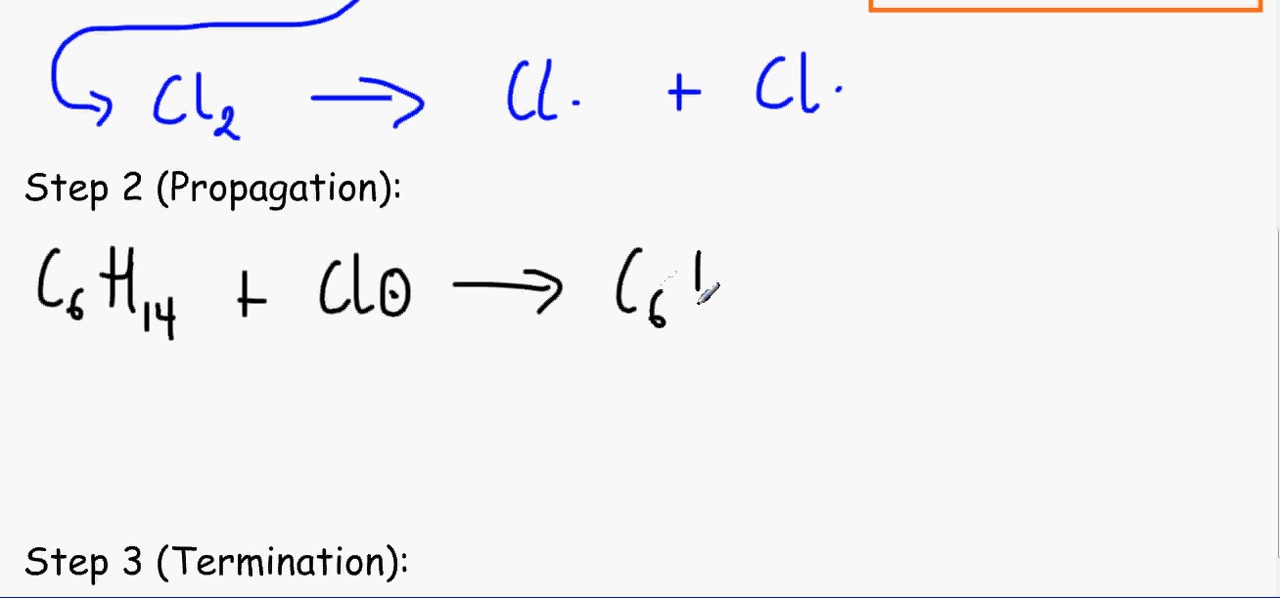 Cl₂ → Cl· + Cl·
Step 2 (Propagation):
C₆H₁₄ + Cl⊙ → C₆
Step 3 (Termination):